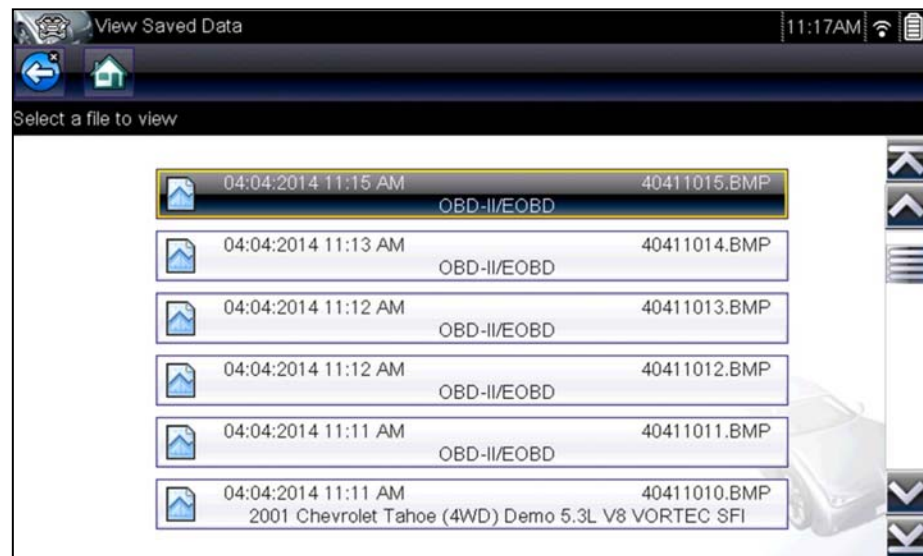 View Saved Data 11:17AM
Select a file to view
04:04:2014 11:15 AM 40411015.BMP
OBD-II/EOBD
04:04:2014 11:13 AM 40411014.BMP
OBD-II/EOBD
04:04:2014 11:12 AM 40411013.BMP
OBD-II/EOBD
04:04:2014 11:12 AM 40411012.BMP
OBD-II/EOBD
04:04:2014 11:11 AM 40411011.BMP
OBD-II/EOBD
04:04:2014 11:11 AM 40411010.BMP
2001 Chevrolet Tahoe (4WD) Demo 5.3L V8 VORTEC SFI